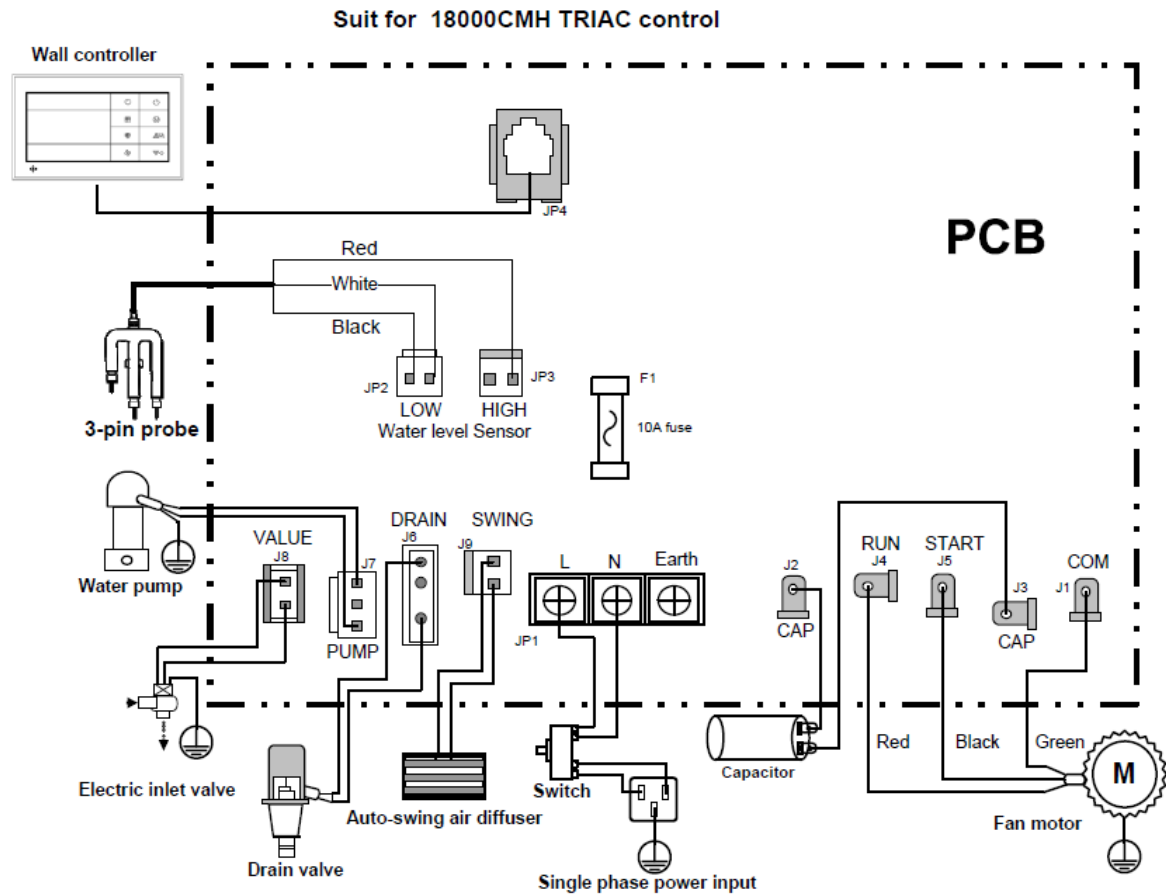 Suit for 18000CMH TRIAC control
Wall controller
JP4
PCB
Red
White
Black
JP2
JP3
LOW
HIGH
Water level Sensor
3-pin probe
F1
10A fuse
Water pump
VALUE
J8
J7
PUMP
DRAIN
J6
SWING
J9
L
N
Earth
JP1
J2
CAP
RUN
J4
START
J5
J3
CAP
COM
J1
Electric inlet valve
Drain valve
Auto-swing air diffuser
Switch
Single phase power input
Capacitor
Red
Black
Green
M
Fan motor